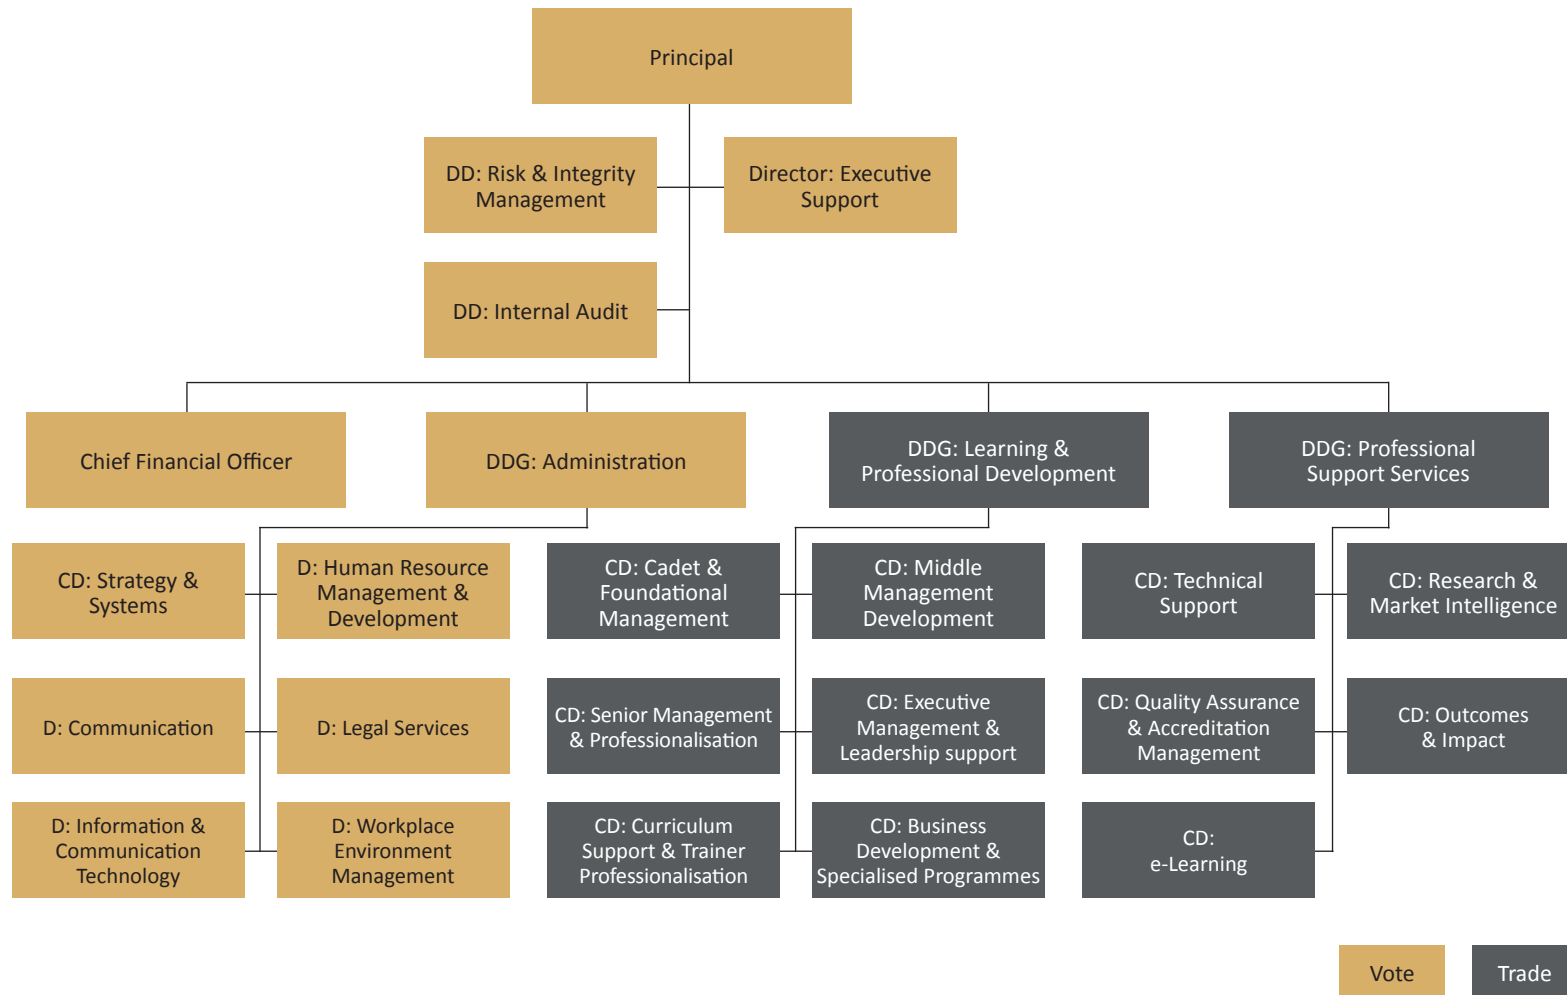 Principal
DD: Risk & Integrity
Management
Director: Executive
Support
DD: Internal Audit
Chief Financial Officer
DDG: Administration
DDG: Learning &
Professional Development
DDG: Professional
Support Services
CD: Strategy &
Systems
D: Human Resource
Management &
Development
CD: Cadet &
Foundational
Management
CD: Middle
Management
Development
CD: Technical
Support
CD: Research &
Market Intelligence
D: Communication
D: Legal Services
CD: Senior Management
& Professionalisation
CD: Executive
Management &
Leadership support
CD: Quality Assurance
& Accreditation
Management
CD: Outcomes
& Impact
D: Information &
Communication
Technology
D: Workplace
Environment
Management
CD: Curriculum
Support & Trainer
Professionalisation
CD: Business
Development &
Specialised Programmes
CD:
e-Learning
Vote
Trade